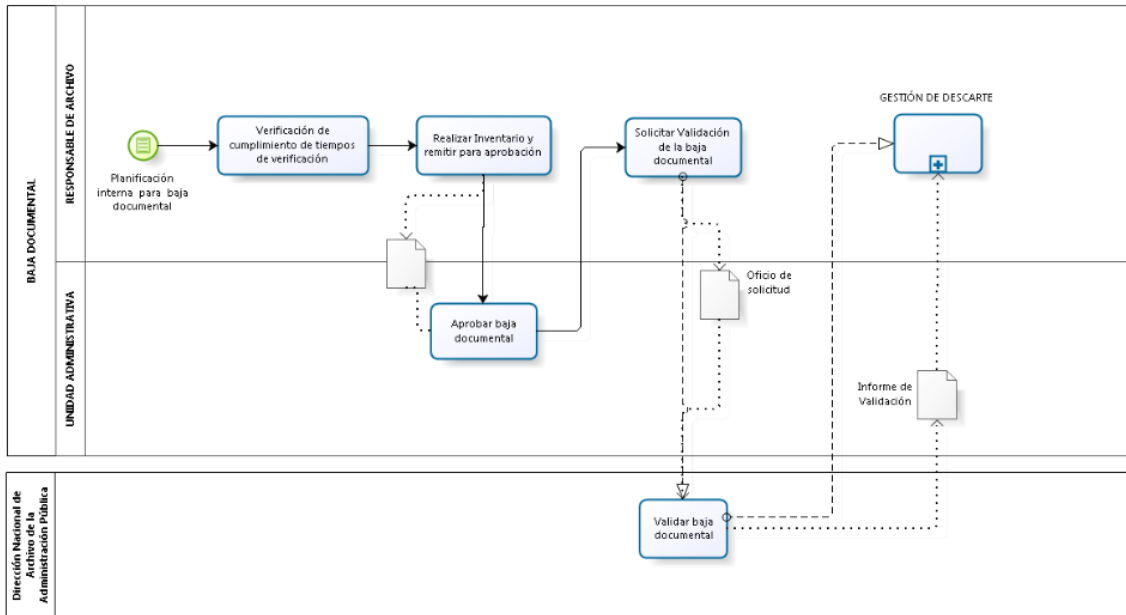 BAJA DOCUMENTAL
RESPONSABLE DE ARCHIVO
Planificación
interna para baja
documental
Verificación de
cumplimiento de tiempos
de verificación
Realizar Inventario y
remitir para aprobación
Solicitar Validación
de la baja
documental
GESTIÓN DE DESCARTE
UNIDAD ADMINISTRATIVA
Aprobar baja
documental
Oficio de
solicitud
Informe de
Validación
Dirección Nacional de
Archivo de la
Administración Pública
Validar baja
documental